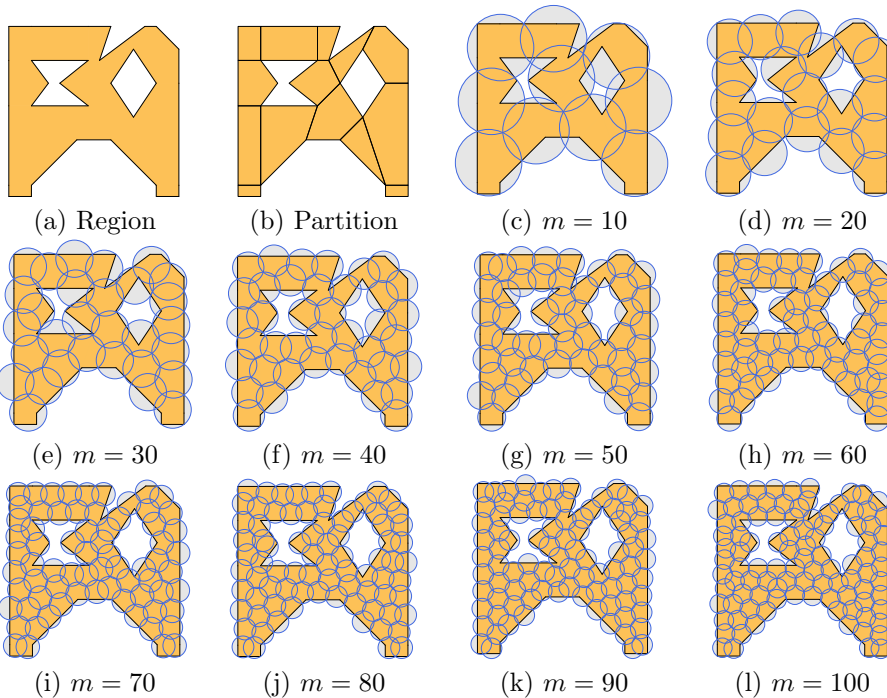 (a) Region
(b) Partition
(c) m = 10
(d) m = 20
(e) m = 30
(f) m = 40
(g) m = 50
(h) m = 60
(i) m = 70
(j) m = 80
(k) m = 90
(l) m = 100